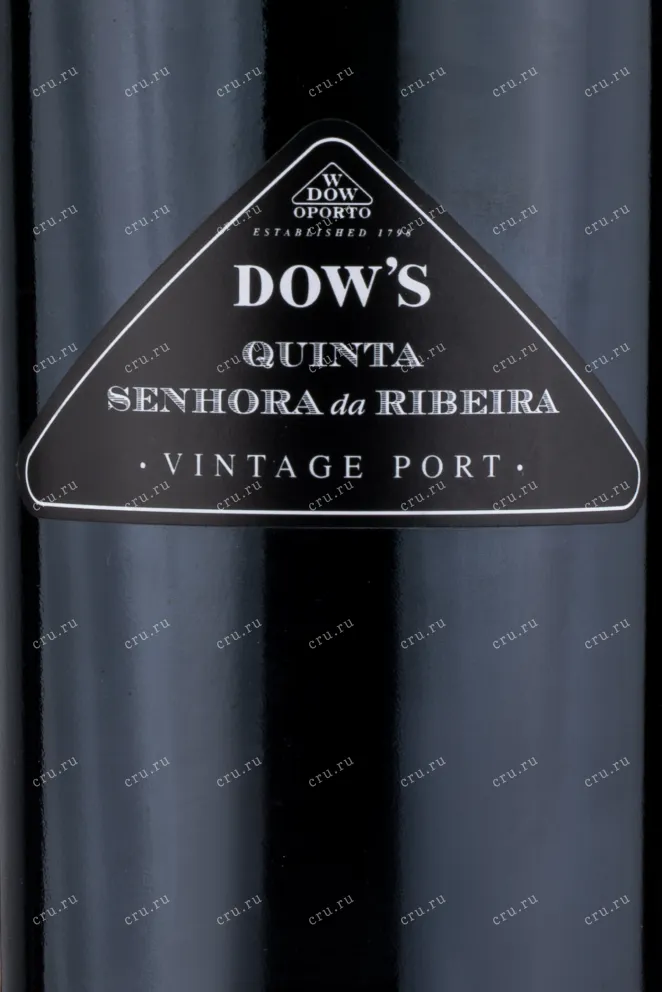 W
DOW
OPORTO
ESTABLISHED 1798
DOW'S
QUINTA
SENHORA da RIBEIRA
· VINTAGE PORT ·
cru.ru